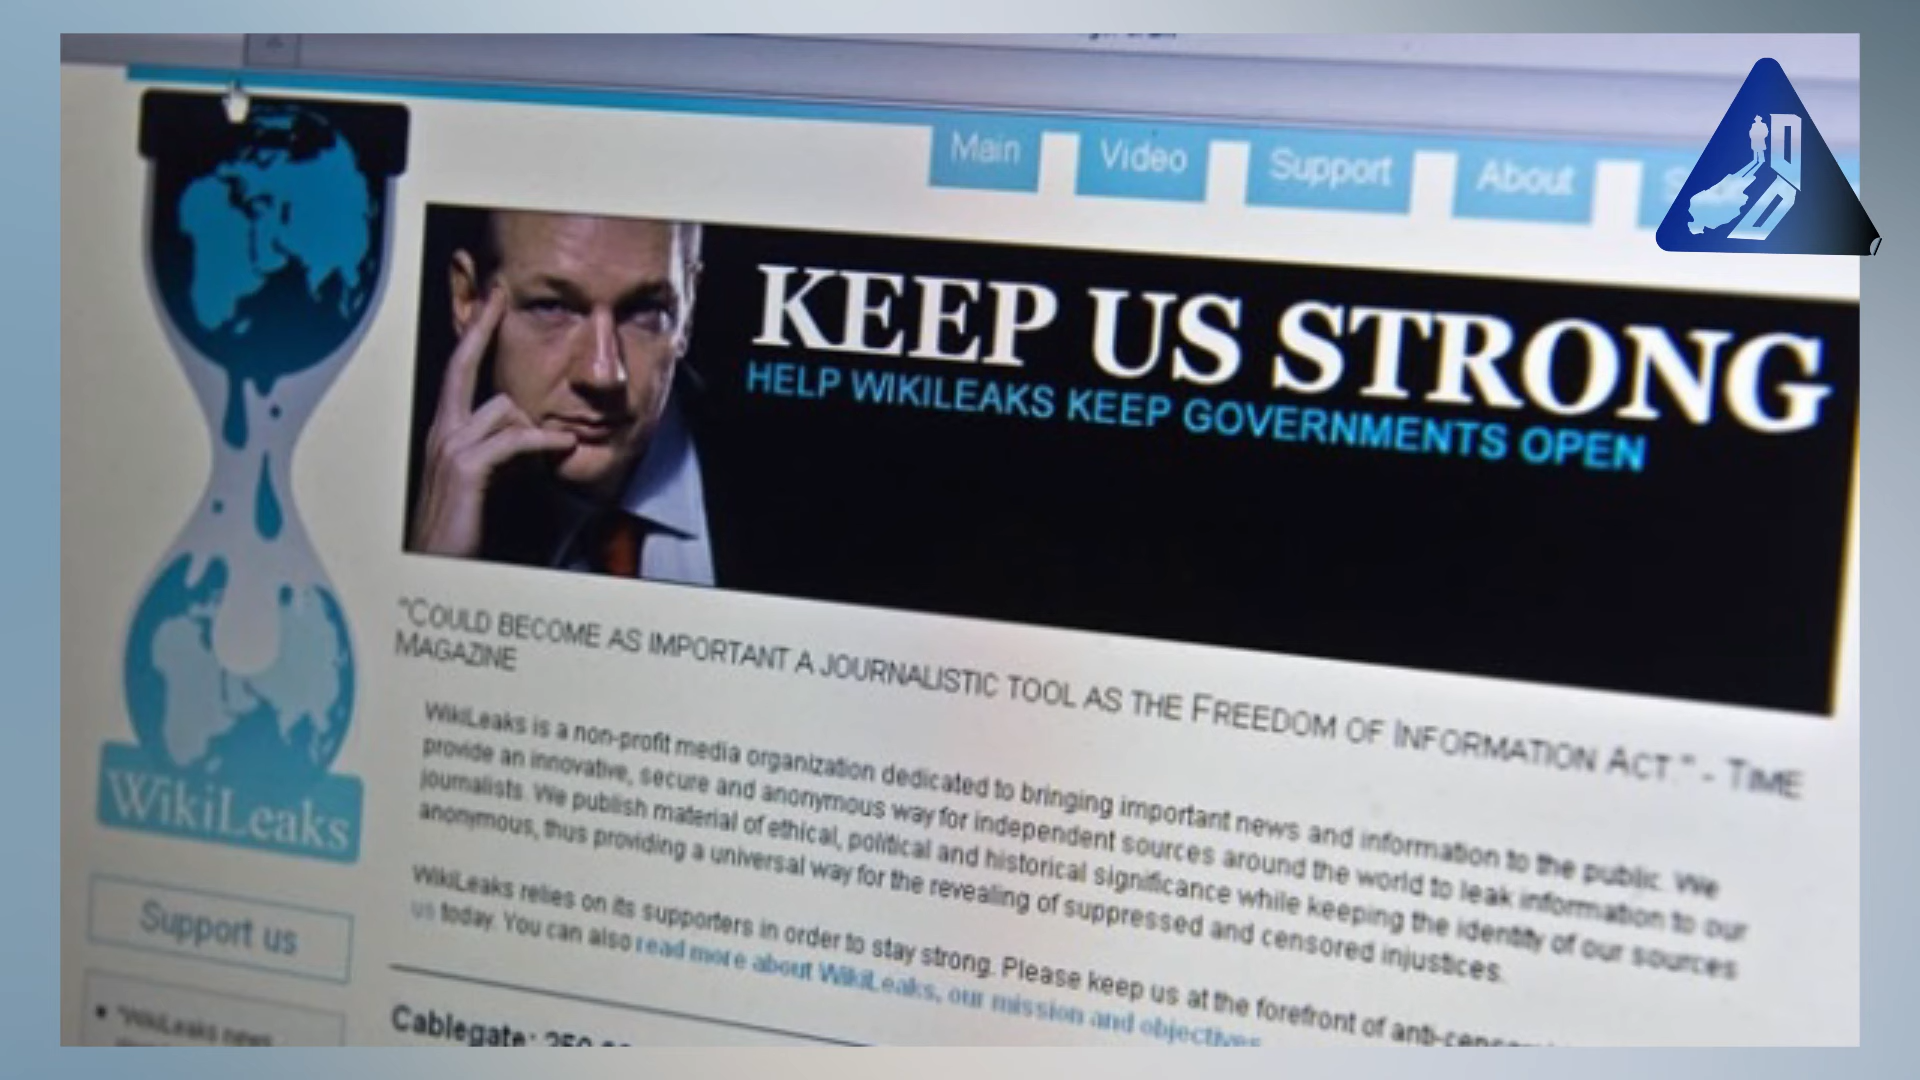 Main
Video
Support
About
KEEP US STRONG
HELP WIKILEAKS KEEP GOVERNMENTS OPEN
"COULD BECOME AS IMPORTANT A JOURNALISTIC TOOL AS THE FREEDOM OF INFORMATION ACT." - TIME
MAGAZINE
WikiLeaks is a non-profit media organization dedicated to bringing important news and information to the public. We
provide an innovative, secure and anonymous way for independent sources around the world to leak information to our
journalists. We publish material of ethical, political and historical significance while keeping the identity of our sources
anonymous, thus providing a universal way for the revealing of suppressed and censored injustices.
WikiLeaks relies on its supporters in order to stay strong. Please keep us at the forefront of
us today. You can also read more about WikiLeaks, our mission and objectives
WikiLeaks
Support us
"WikiLeaks news
Cablegate: